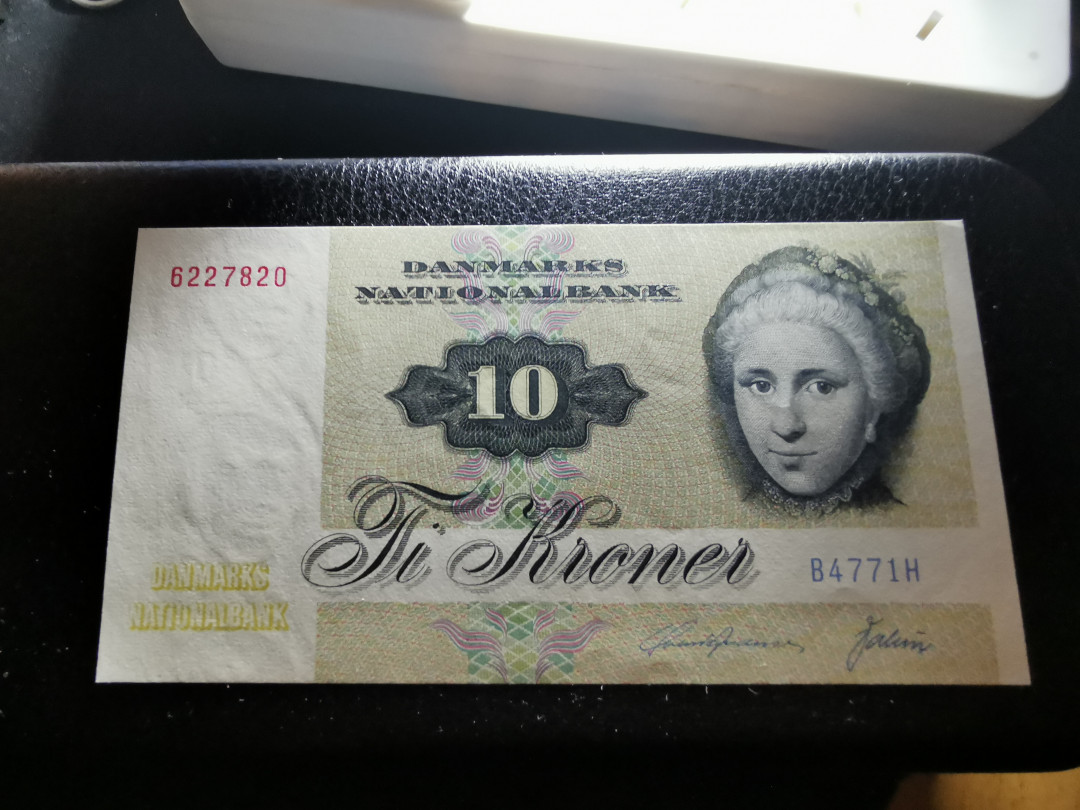 6227820
DANMARKS
NATIONALBANK
10
Ti Kroner
B4771H
DANMARKS
NATIONALBANK